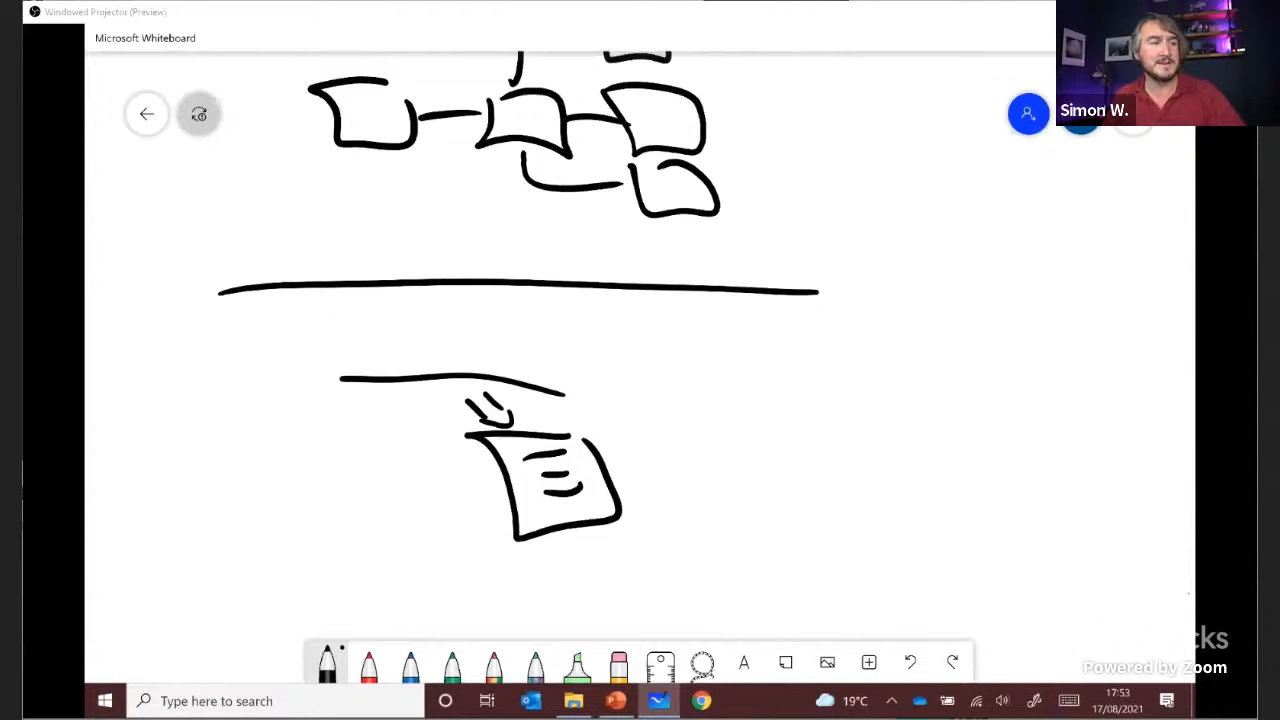 Windowed Projector (Preview)
Microsoft Whiteboard
Simon W.
cks
Powered by Zoom
Type here to search
19°C
17:53
17/08/2021